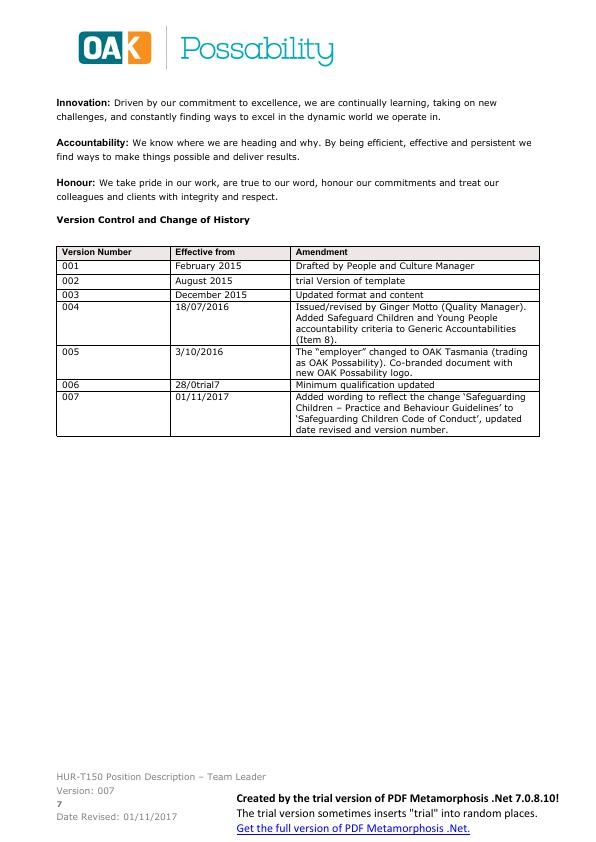 OAK Possability
Innovation: Driven by our commitment to excellence, we are continually learning, taking on new
challenges, and constantly finding ways to excel in the dynamic world we operate in.
Accountability: We know where we are heading and why. By being efficient, effective and persistent we
find ways to make things possible and deliver results.
Honour: We take pride in our work, are true to our word, honour our commitments and treat our
colleagues and clients with integrity and respect.
Version Control and Change of History
Version Number Effective from Amendment
001 February 2015 Drafted by People and Culture Manager
002 August 2015 trial Version of template
003 December 2015 Updated format and content
004 18/07/2016 Issued/revised by Ginger Motto (Quality Manager).
Added Safeguard Children and Young People
accountability criteria to Generic Accountabilities
(Item 8).
005 3/10/2016 The “employer” changed to OAK Tasmania (trading
as OAK Possability). Co-branded document with
new OAK Possability logo.
006 28/0trial7 Minimum qualification updated
007 01/11/2017 Added wording to reflect the change ‘Safeguarding
Children – Practice and Behaviour Guidelines’ to
‘Safeguarding Children Code of Conduct’, updated
date revised and version number.
HUR-T150 Position Description – Team Leader
Version: 007
7
Date Revised: 01/11/2017
Created by the trial version of PDF Metamorphosis .Net 7.0.8.10!
The trial version sometimes inserts "trial" into random places.
Get the full version of PDF Metamorphosis .Net.